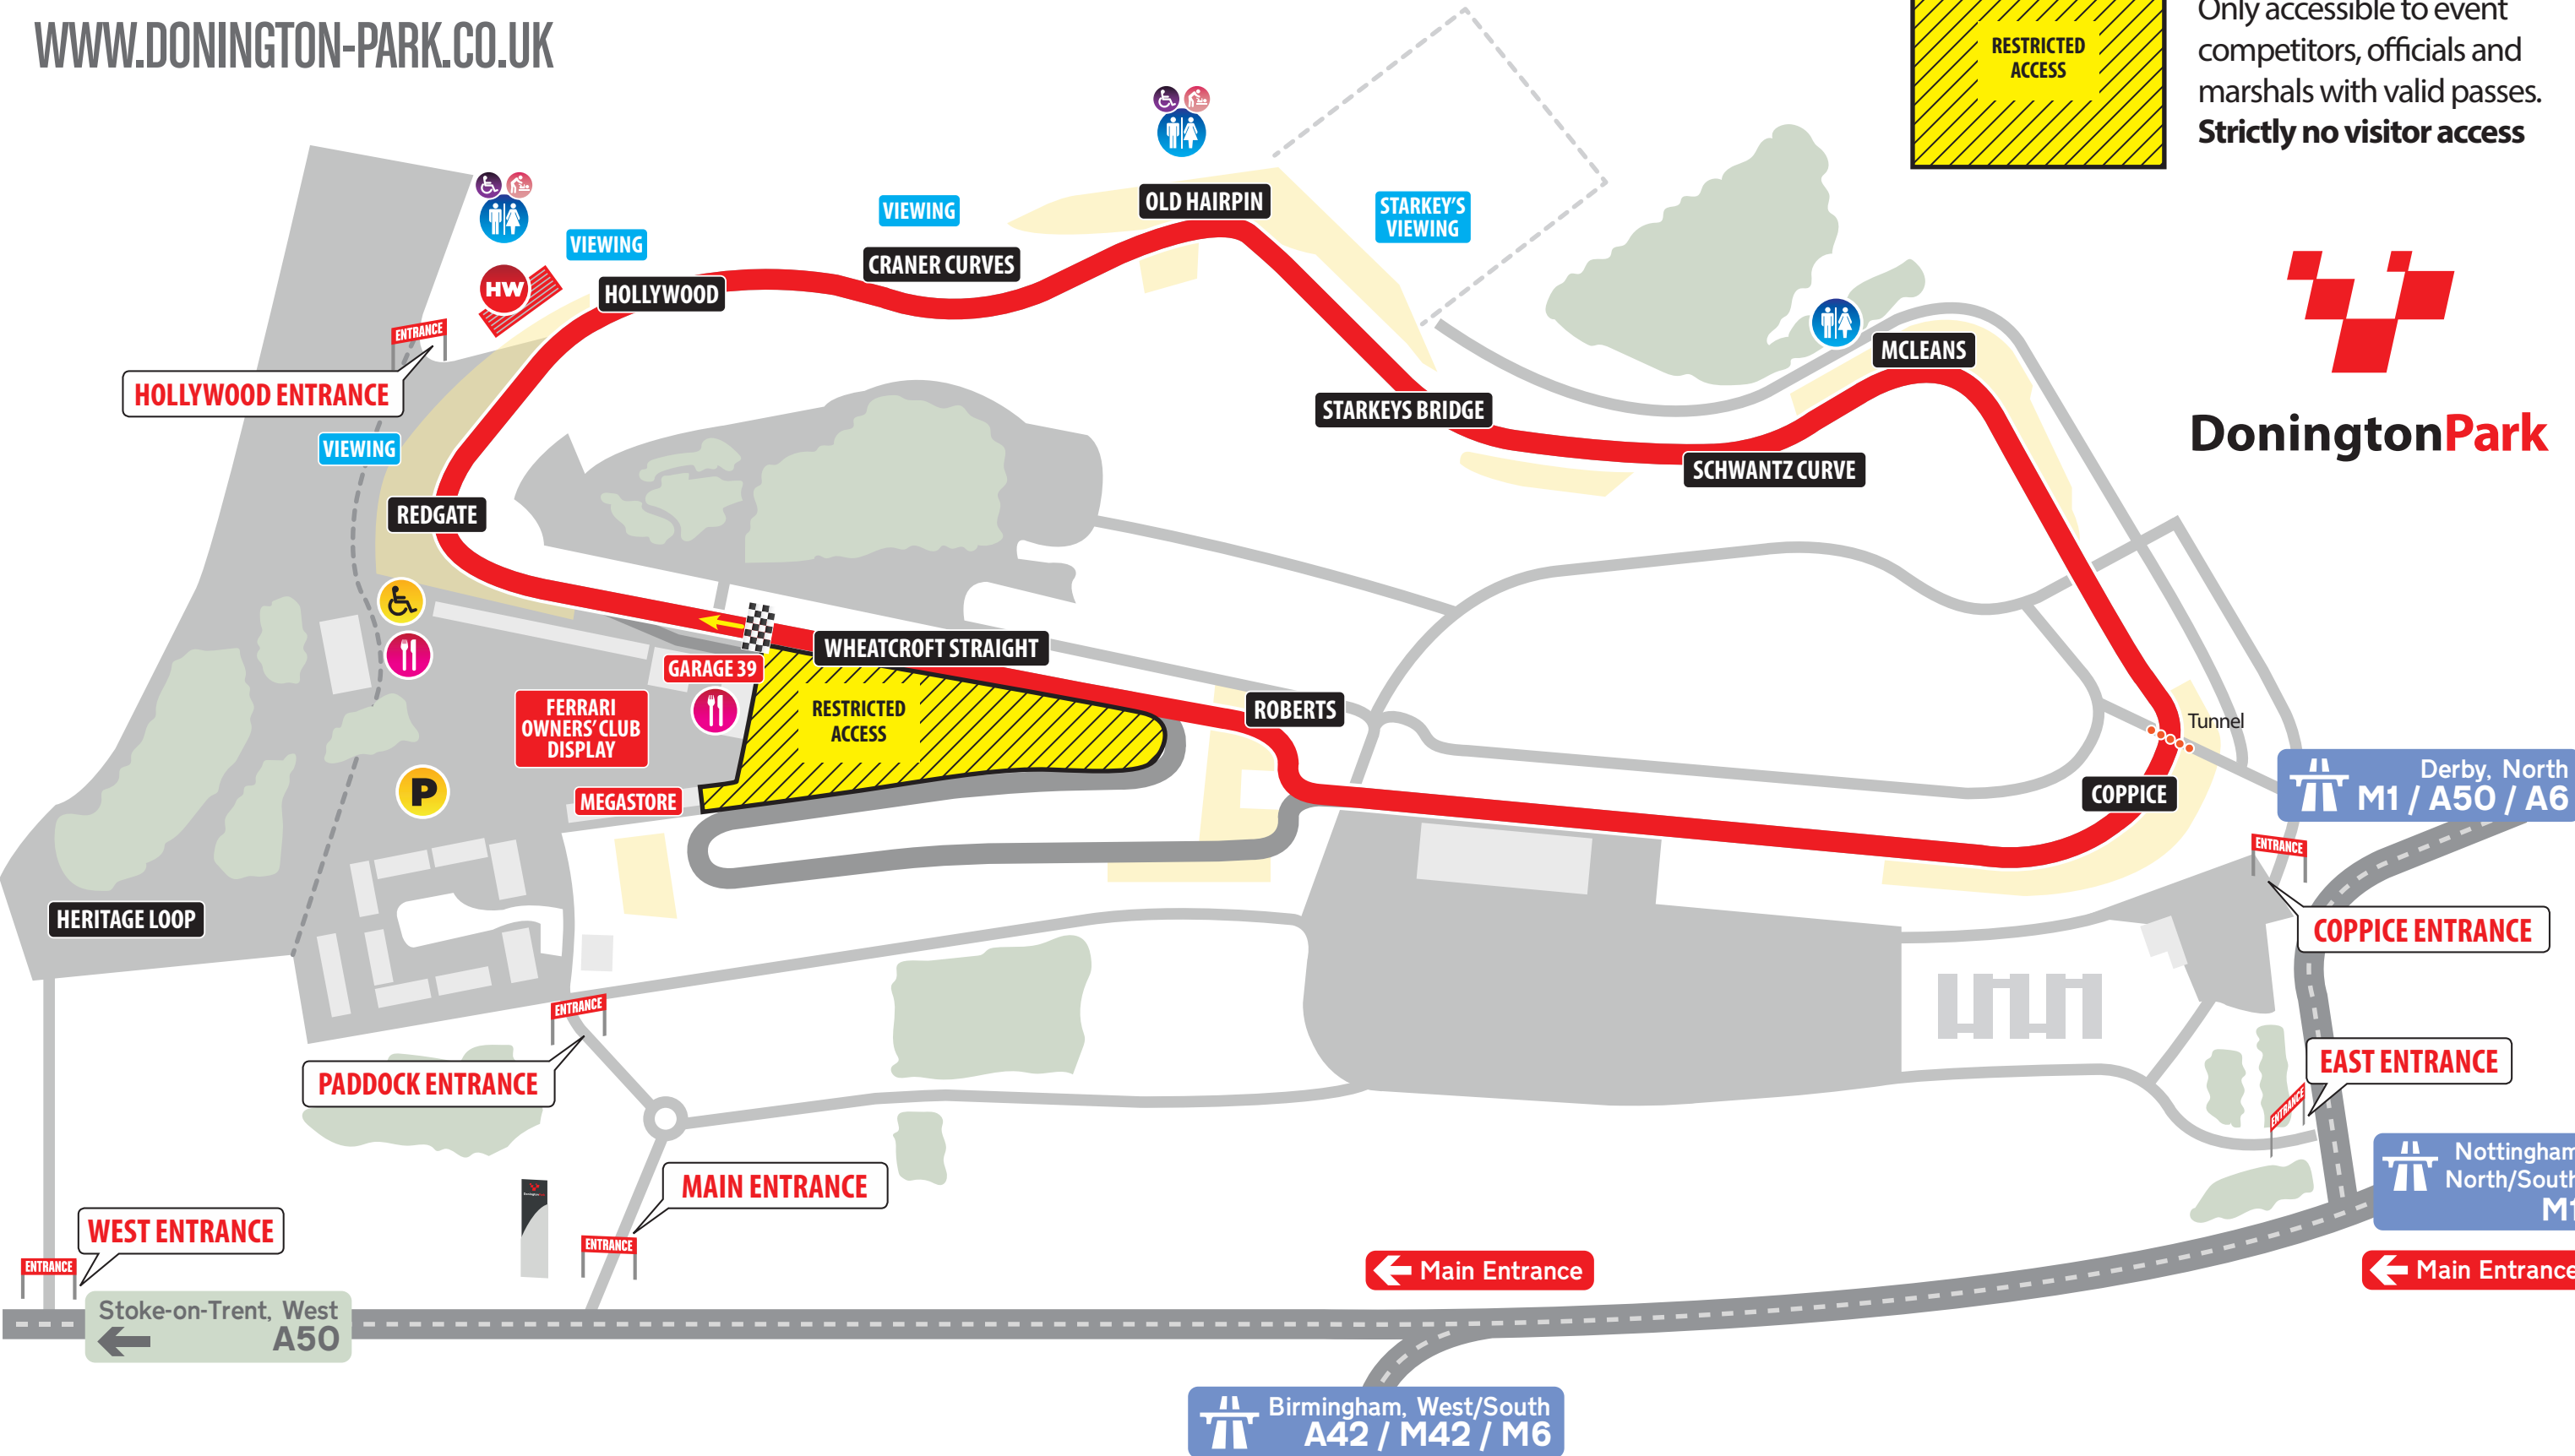 WWW.DONINGTON-PARK.CO.UK
RESTRICTED
ACCESS
Only accessible to event
competitors, officials and
marshals with valid passes.
Strictly no visitor access
OLD HAIRPIN
VIEWING
STARKEY'S
VIEWING
VIEWING
CRANER CURVES
HW
HOLLYWOOD
ENTRANCE
HOLLYWOOD ENTRANCE
MCLEANS
STARKEYS BRIDGE
DoningtonPark
VIEWING
SCHWANTZ CURVE
REDGATE
WHEATCROFT STRAIGHT
GARAGE 39
FERRARI
OWNERS' CLUB
DISPLAY
RESTRICTED
ACCESS
ROBERTS
Tunnel
P
MEGASTORE
COPPICE
Derby, North
M1 / A50 / A6
ENTRANCE
HERITAGE LOOP
COPPICE ENTRANCE
ENTRANCE
PADDOCK ENTRANCE
EAST ENTRANCE
ENTRANCE
Nottingham
North/South
M1
MAIN ENTRANCE
WEST ENTRANCE
ENTRANCE
ENTRANCE
Main Entrance
Main Entrance
Stoke-on-Trent, West
A50
Birmingham, West/South
A42 / M42 / M6